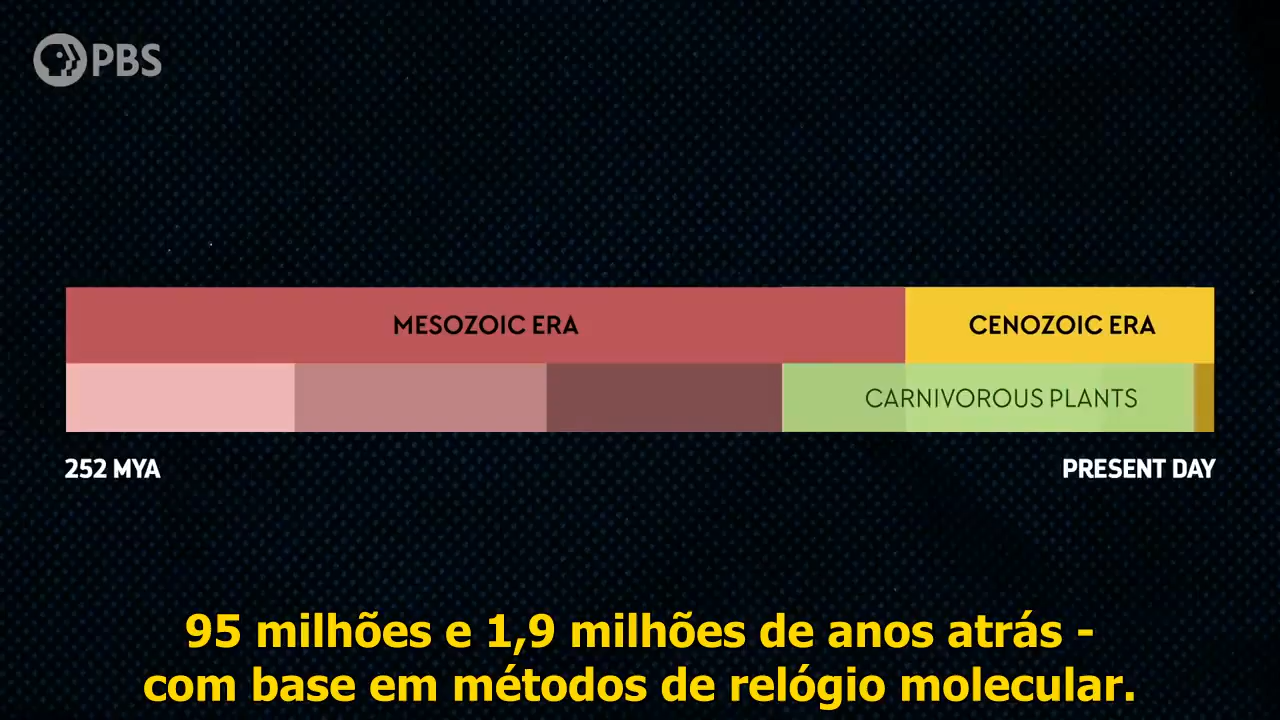 PBS
MESOZOIC ERA
CENOZOIC ERA
CARNIVOROUS PLANTS
252 MYA
PRESENT DAY
95 milhões e 1,9 milhões de anos atrás -
com base em métodos de relógio molecular.